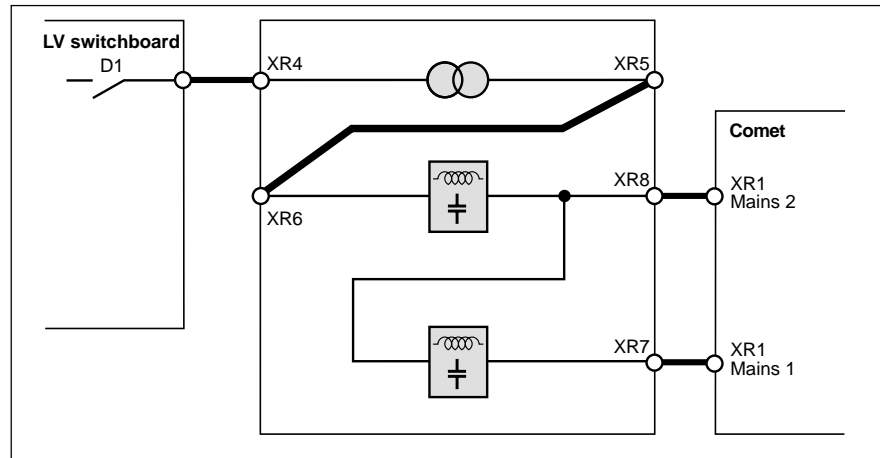 LV switchboard
D1
XR4
XR5
Comet
XR6
XR8
XR1
Mains 2
XR7
XR1
Mains 1